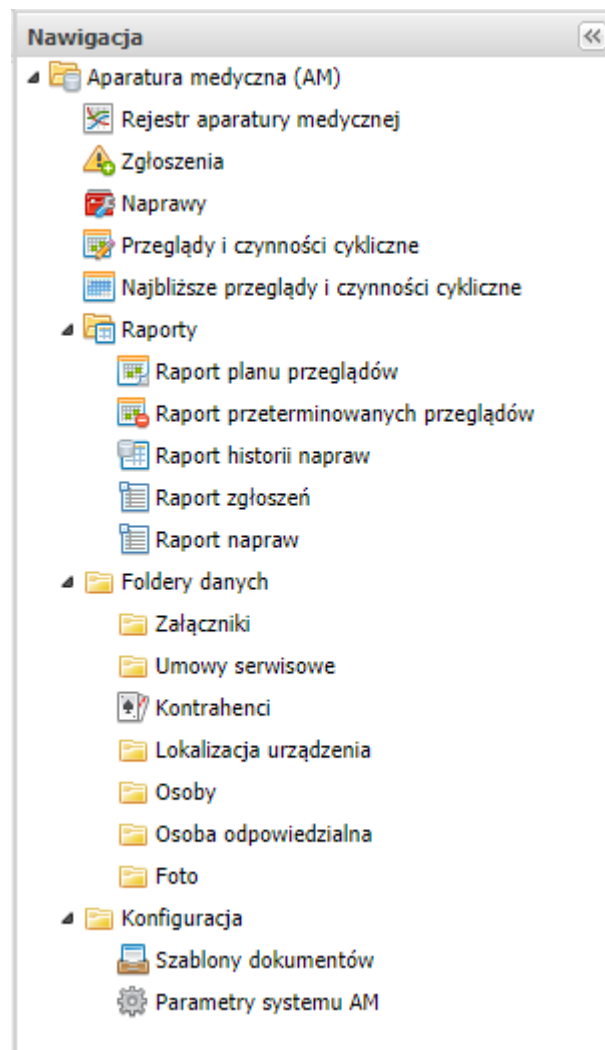 Nawigacja
Aparatura medyczna (AM)
Rejestr aparatury medycznej
Zgłoszenia
Naprawy
Przeglądy i czynności cykliczne
Najbliższe przeglądy i czynności cykliczne
Raporty
Raport planu przeglądów
Raport przeterminowanych przeglądów
Raport historii napraw
Raport zgłoszeń
Raport napraw
Foldery danych
Załączniki
Umowy serwisowe
Kontrahenci
Lokalizacja urządzenia
Osoby
Osoba odpowiedzialna
Foto
Konfiguracja
Szablony dokumentów
Parametry systemu AM